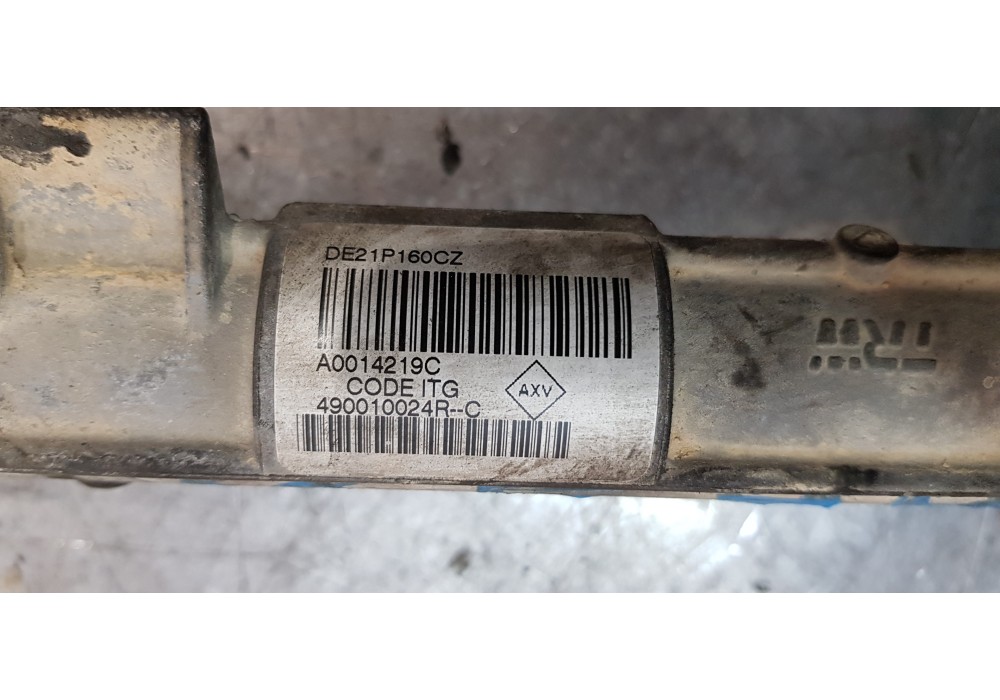 DE21P160CZ
A0014219C
CODE ITG
490010024R--C
AXV
TRW